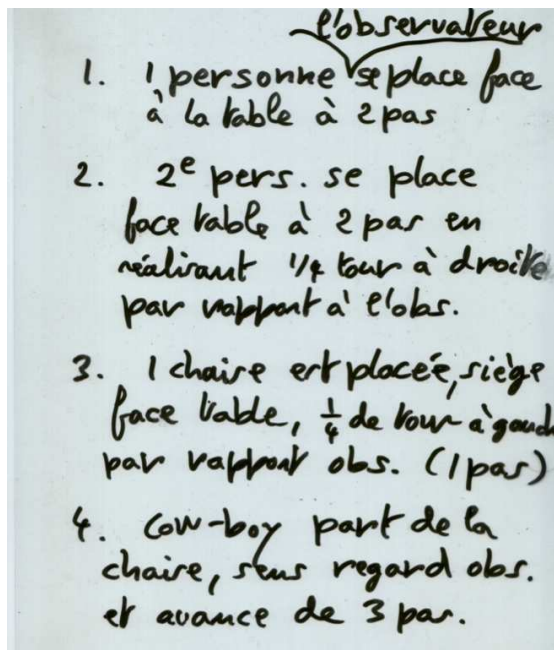 l'observateur
1. 1 personne se place face
à la table à 2 pas
2. 2e pers. se place
face table à 2 pas en
réalisant 1/4 tour à droite
par rapport à l'obs.
3. 1 chaise est placée, siège
face table, 1/4 de tour à gauch
par rapport obs. (1 pas)
4. Cow-boy part de la
chaise, sens regard obs.
et avance de 3 pas.